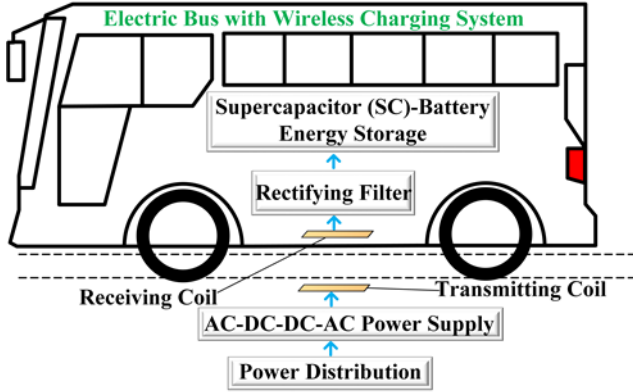 Electric Bus with Wireless Charging System
Supercapacitor (SC)-Battery
Energy Storage
Rectifying Filter
Receiving Coil
Transmitting Coil
AC-DC-DC-AC Power Supply
Power Distribution